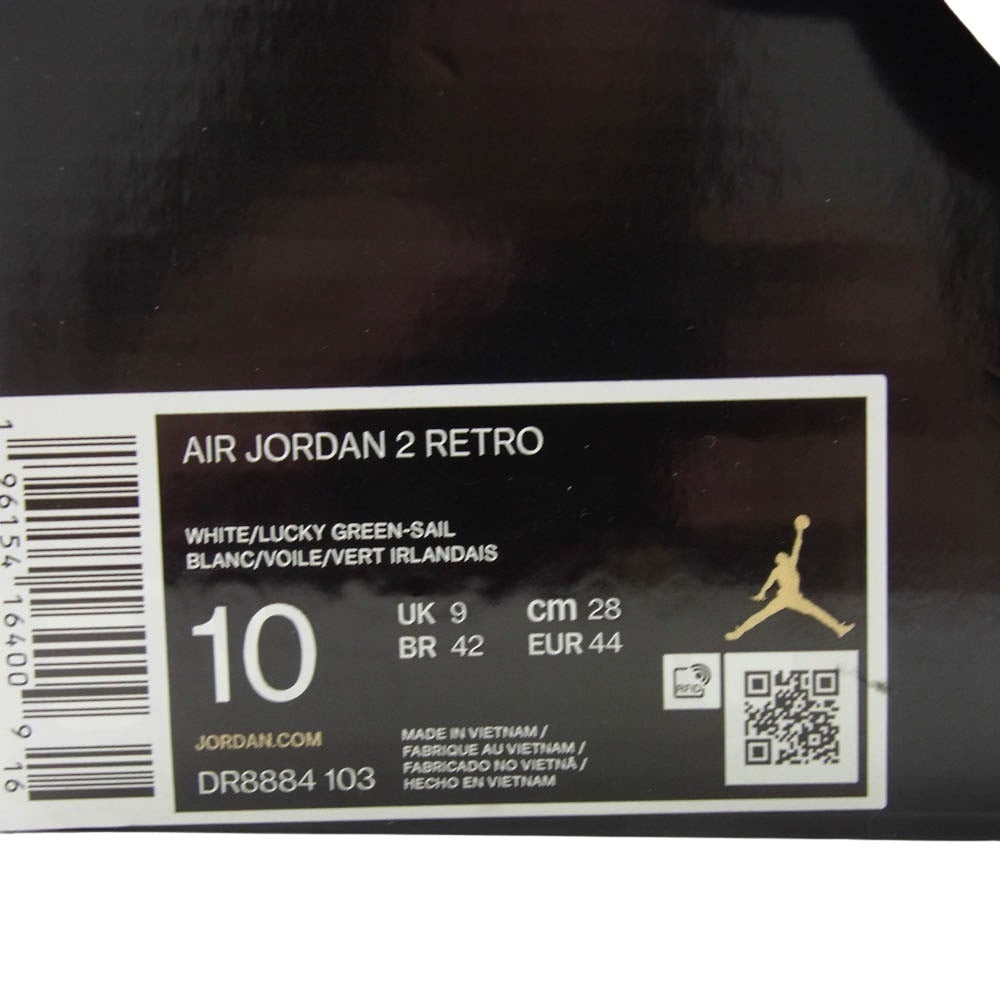 AIR JORDAN 2 RETRO
WHITE/LUCKY GREEN-SAIL
BLANC/VOILE/VERT IRLANDAIS
10
UK 9 cm 28
BR 42 EUR 44
RFID
JORDAN.COM
DR8884 103
MADE IN VIETNAM /
FABRIQUE AU VIETNAM /
FABRICADO NO VIETNÃ /
HECHO EN VIETNAM
1 96154 16400 9 16